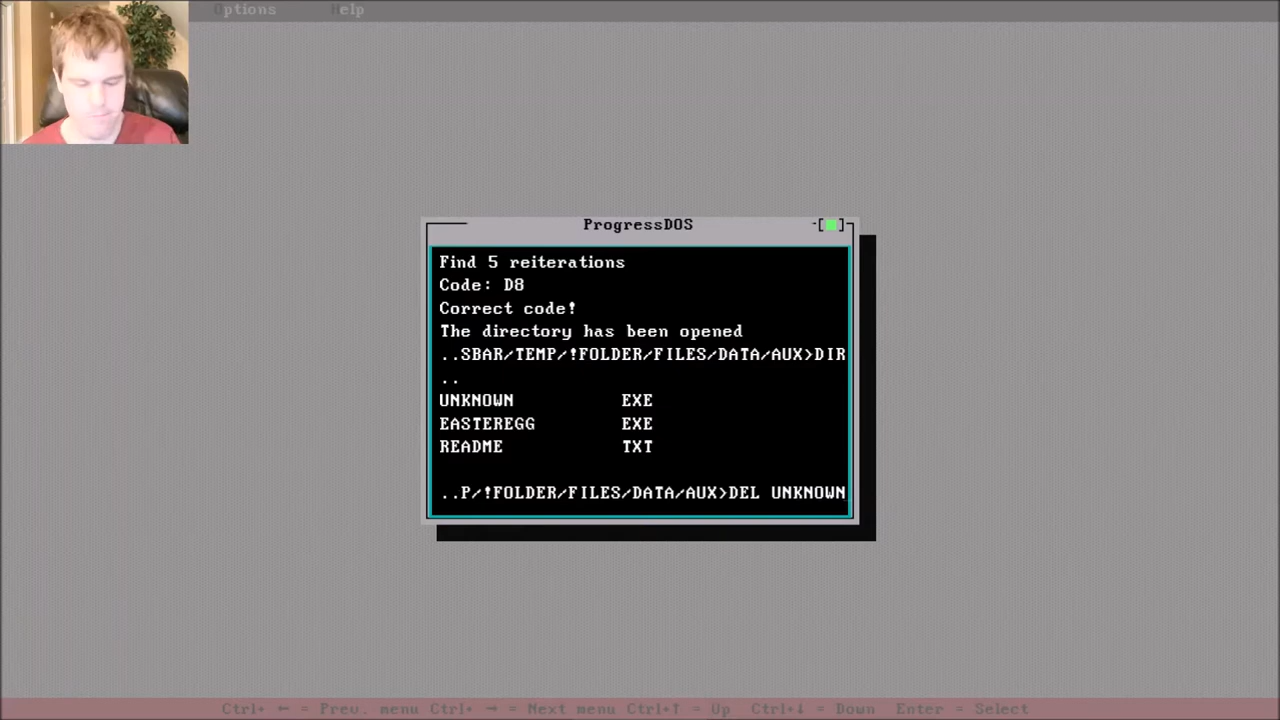 Options Help
ProgressDOS
Find 5 reiterations
Code: D8
Correct code!
The directory has been opened
..SBAR/TEMP/!FOLDER/FILES/DATA/AUX>DIR
..
UNKNOWN EXE
EASTEREGG EXE
README TXT
..P/!FOLDER/FILES/DATA/AUX>DEL UNKNOWN
Ctrl+ ← = Prev. menu Ctrl+ → = Next menu Ctrl+↑ = Up Ctrl+↓ = Down Enter = Select